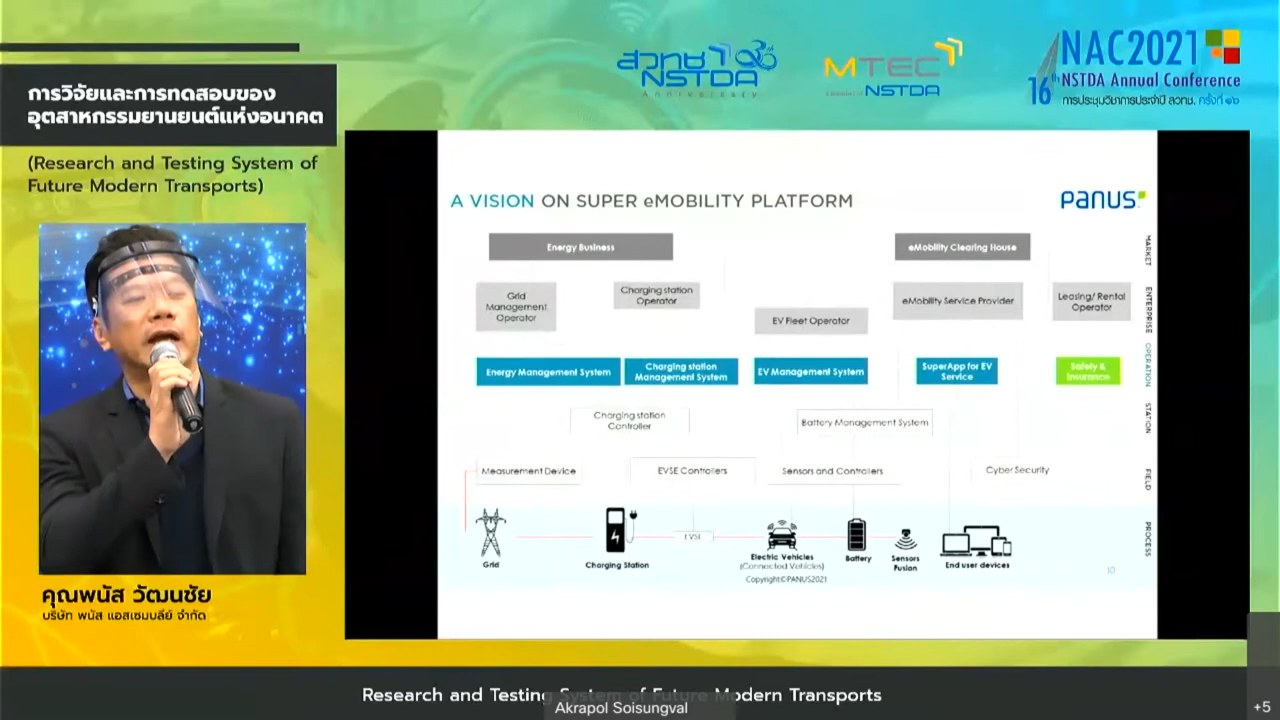 สวทช
NSTDA
Anniversary
MTEC
NSTDA
NAC2021
16th NSTDA Annual Conference
การประชุมวิชาการประจำปี สวทช. ครั้งที่ ๑๖
การวิจัยและการทดสอบของ
อุตสาหกรรมยานยนต์แห่งอนาคต
(Research and Testing System of
Future Modern Transports)
A VISION ON SUPER eMOBILITY PLATFORM
PANUS
Energy Business
eMobility Clearing House
MARKET
Grid
Management
Operator
Charging station
Operator
EV Fleet Operator
eMobility Service Provider
Leasing/ Rental
Operator
ENTERPRISE
Energy Management System
Charging station
Management System
EV Management System
SuperApp for EV
Service
Safety &
Insurance
OPERATION
Charging station
Controller
Battery Management System
STATION
Measurement Device
EVSE Controllers
Sensors and Controllers
Cyber Security
FIELD
Grid
Charging Station
EVSE
Electric Vehicles
(Connected Vehicles)
Battery
Sensors
Fusion
End user devices
PROCESS
Copyright©PANUS2021
10
คุณพนัส วัฒนชัย
บริษัท พนัส แอสเซมบลีย์ จำกัด
Research and Testing System of Future Modern Transports
Akrapol Soisungval
+5